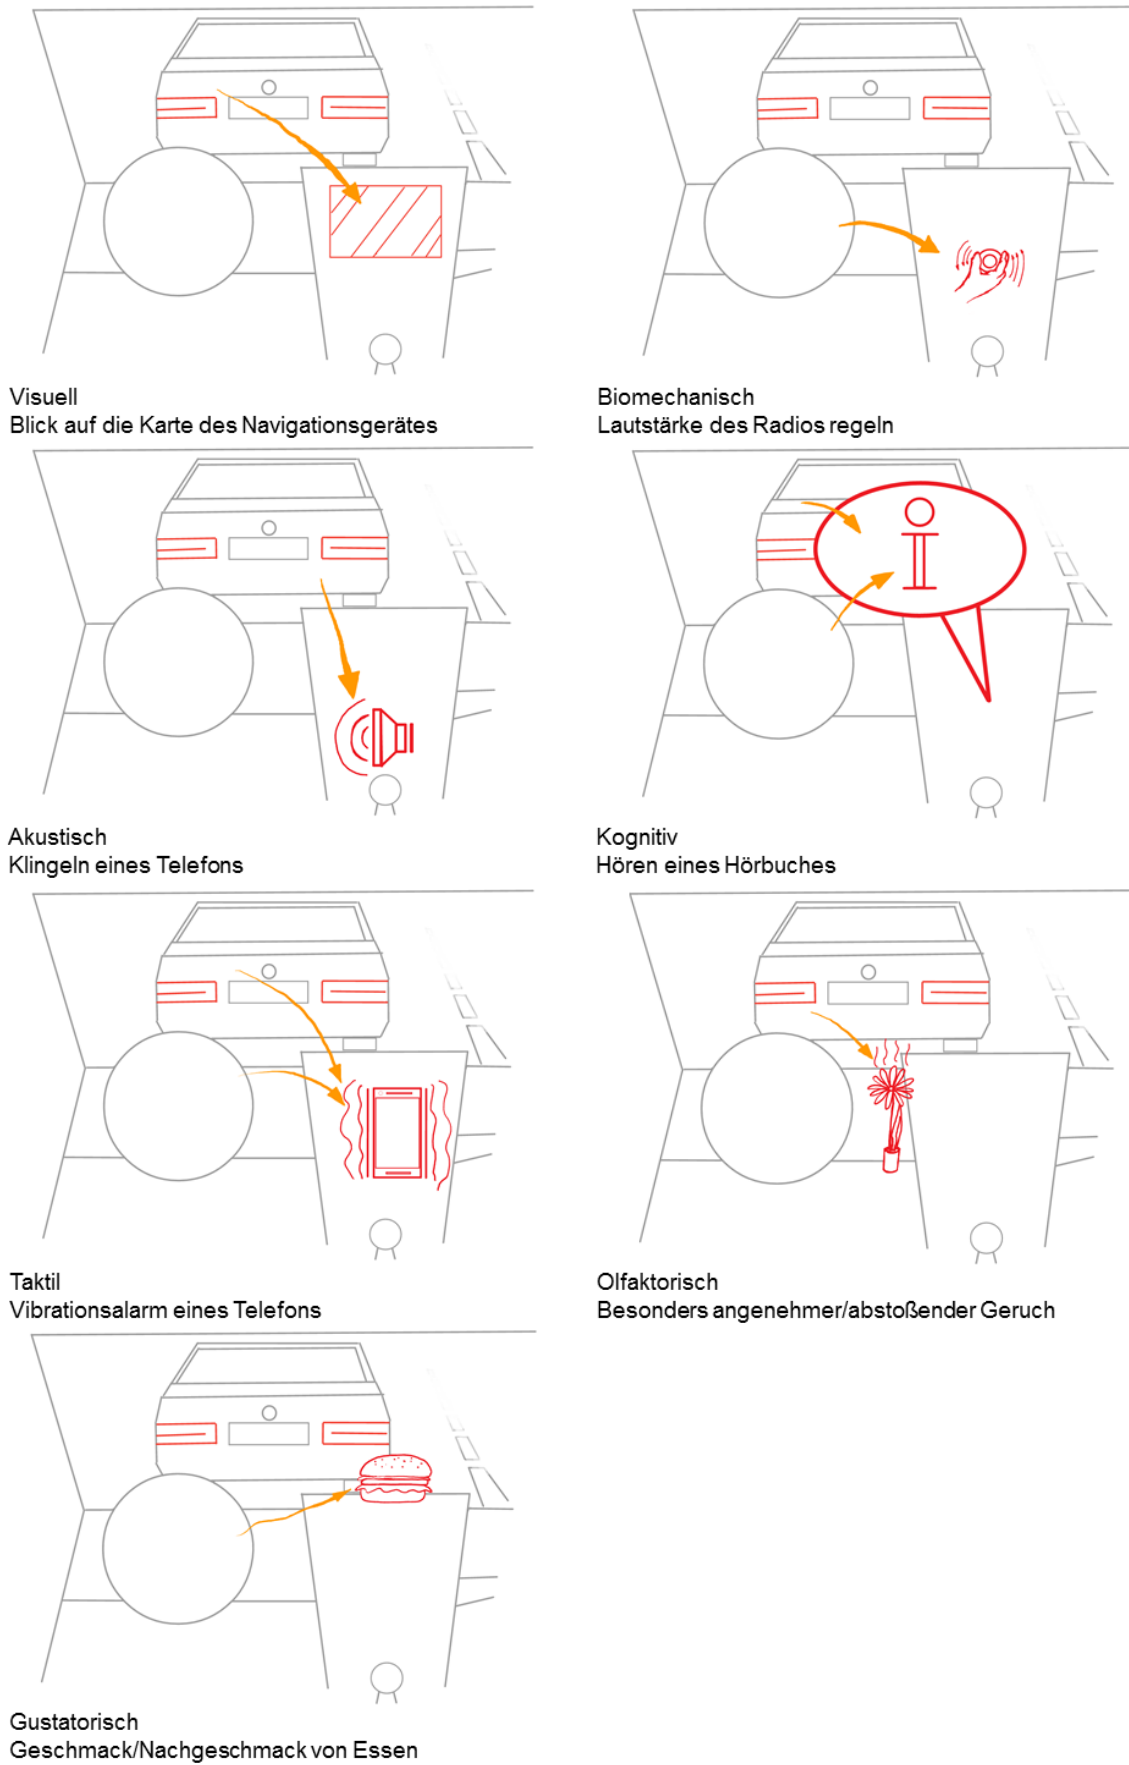 Visuell
Blick auf die Karte des Navigationsgerätes
Biomechanisch
Lautstärke des Radios regeln
Akustisch
Klingeln eines Telefons
Kognitiv
Hören eines Hörbuches
Taktil
Vibrationsalarm eines Telefons
Olfaktorisch
Besonders angenehmer/abstoßender Geruch
Gustatorisch
Geschmack/Nachgeschmack von Essen